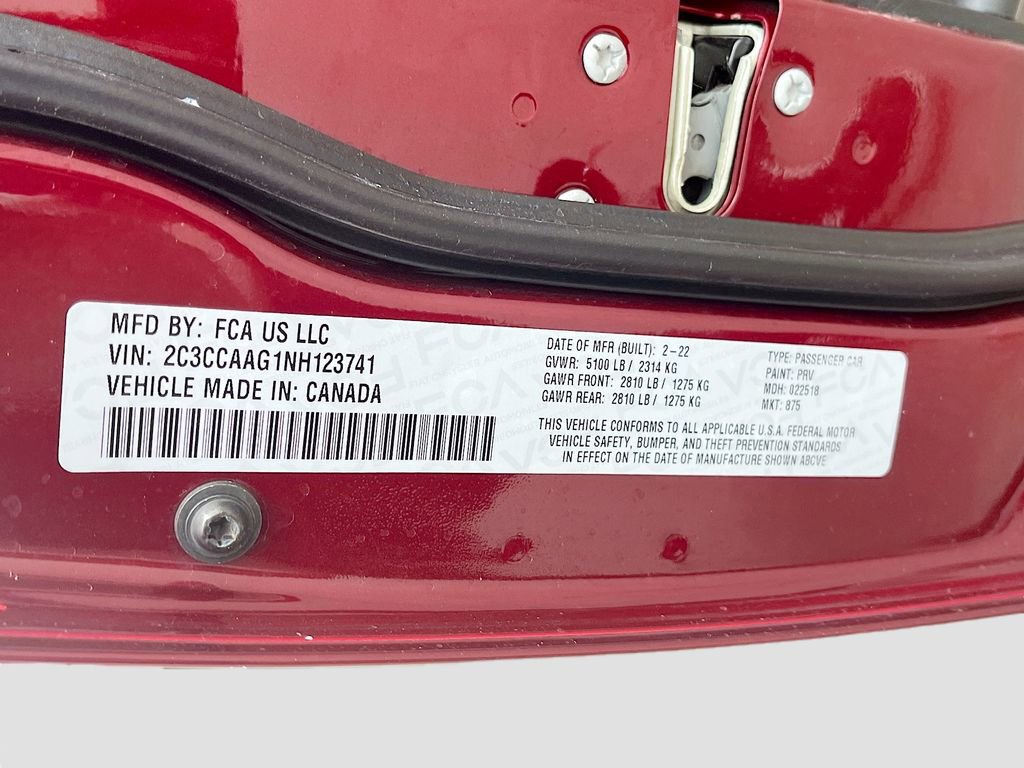 MFD BY: FCA US LLC
VIN: 2C3CCAAG1NH123741
VEHICLE MADE IN: CANADA
DATE OF MFR (BUILT): 2-22
GVWR: 5100 LB / 2314 KG
GAWR FRONT: 2810 LB / 1275 KG
GAWR REAR: 2810 LB / 1275 KG
TYPE: PASSENGER CAR
PAINT: PRV
MDH: 022518
MKT: 875
THIS VEHICLE CONFORMS TO ALL APPLICABLE U.S.A. FEDERAL MOTOR
VEHICLE SAFETY, BUMPER, AND THEFT PREVENTION STANDARDS
IN EFFECT ON THE DATE OF MANUFACTURE SHOWN ABOVE